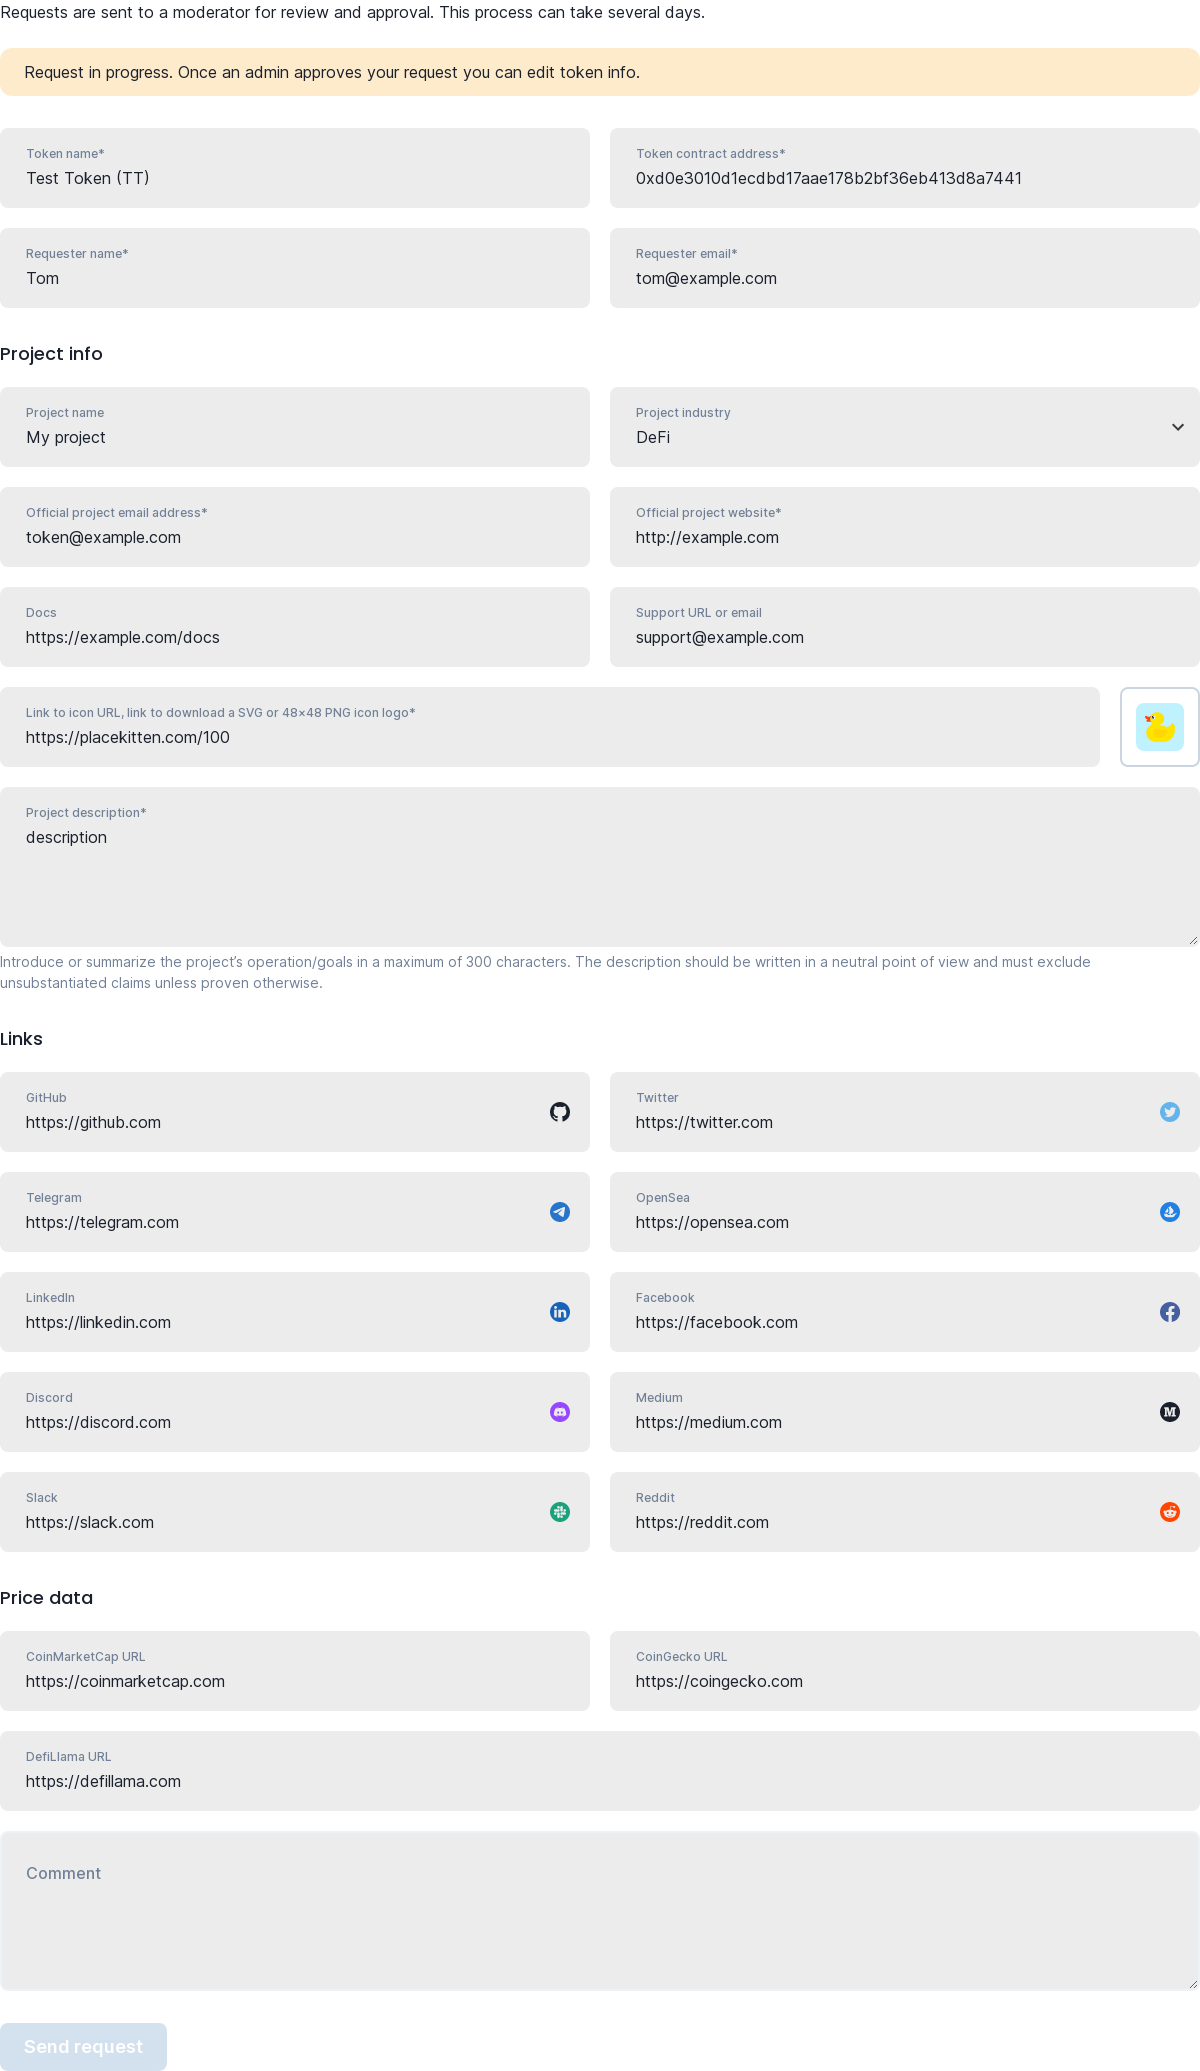 Requests are sent to a moderator for review and approval. This process can take several days.
Request in progress. Once an admin approves your request you can edit token info.
Token name*
Test Token (TT)
Token contract address*
0xd0e3010d1ecdbd17aae178b2bf36eb413d8a7441
Requester name*
Tom
Requester email*
tom@example.com
Project info
Project name
My project
Project industry
DeFi
Official project email address*
token@example.com
Official project website*
http://example.com
Docs
https://example.com/docs
Support URL or email
support@example.com
Link to icon URL, link to download a SVG or 48×48 PNG icon logo*
https://placekitten.com/100
Project description*
description
Introduce or summarize the project’s operation/goals in a maximum of 300 characters. The description should be written in a neutral point of view and must exclude
unsubstantiated claims unless proven otherwise.
Links
GitHub
https://github.com
Twitter
https://twitter.com
Telegram
https://telegram.com
OpenSea
https://opensea.com
LinkedIn
https://linkedin.com
Facebook
https://facebook.com
Discord
https://discord.com
Medium
https://medium.com
Slack
https://slack.com
Reddit
https://reddit.com
Price data
CoinMarketCap URL
https://coinmarketcap.com
CoinGecko URL
https://coingecko.com
DefiLlama URL
https://defillama.com
Comment
Send request